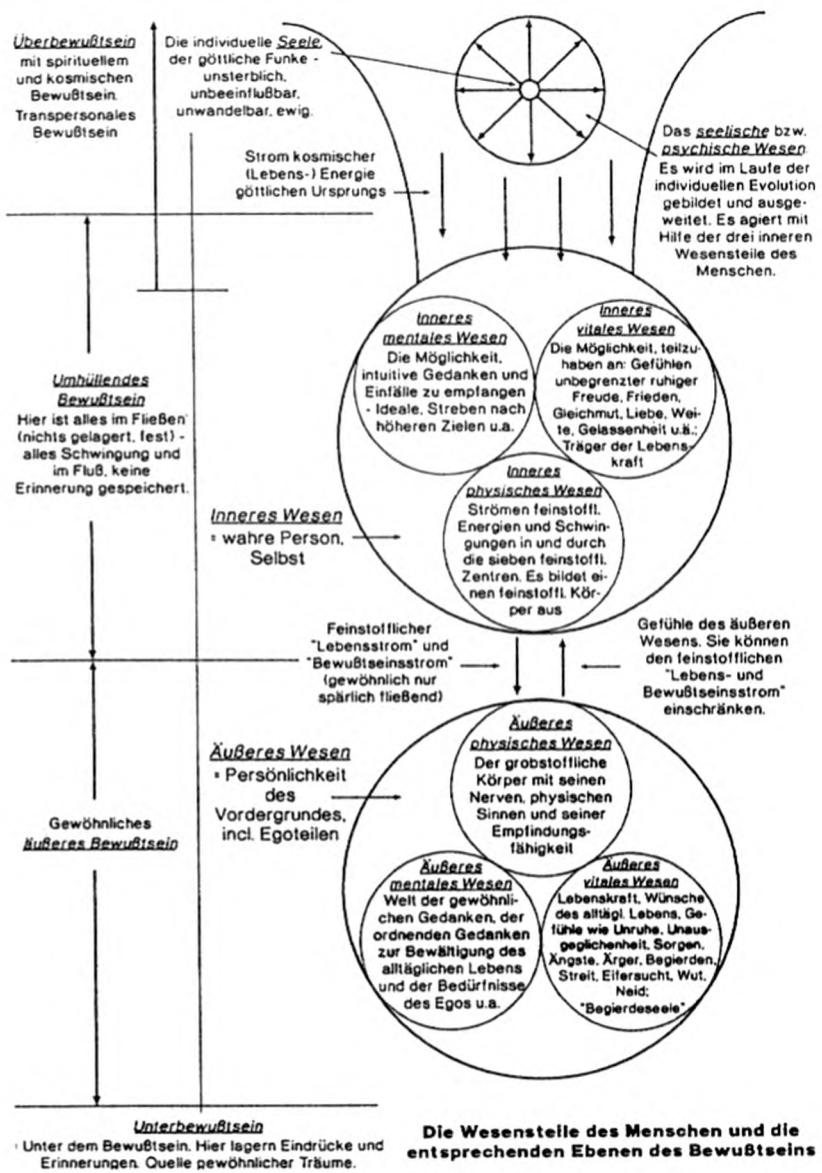 Überbewußtsein
mit spirituellem
und kosmischen
Bewußtsein.
Transpersonales
Bewußtsein
Die individuelle Seele,
der göttliche Funke -
unsterblich,
unbeeinflußbar,
unwandelbar, ewig.
Das seelische bzw.
psychische Wesen.
Es wird im Laufe der
individuellen Evolution
gebildet und ausge-
weitet. Es agiert mit
Hilfe der drei inneren
Wesensteile des
Menschen.
Strom kosmischer
(Lebens-) Energie
göttlichen Ursprungs
Inneres
mentales Wesen
Die Möglichkeit,
intuitive Gedanken und
Einfälle zu empfangen
- Ideale, Streben nach
höheren Zielen u.a.
Inneres
vitales Wesen
Die Möglichkeit, teilzu-
haben an: Gefühlen
unbegrenzter ruhiger
Freude, Frieden,
Gleichmut, Liebe, Wei-
te, Gelassenheit u.ä.;
Träger der Lebens-
kraft
Umhüllendes
Bewußtsein
Hier ist alles im Fließen
(nichts gelagert, fest) -
alles Schwingung und
im Fluß, keine
Erinnerung gespeichert.
Inneres
physisches Wesen
Strömen feinstoffl.
Energien und Schwin-
gungen in und durch
die sieben feinstoffl.
Zentren. Es bildet ei-
nen feinstoffl. Kör-
per aus
Inneres Wesen
= wahre Person,
Selbst
Feinstofflicher
"Lebensstrom" und
"Bewußtseinsstrom"
(gewöhnlich nur
spärlich fließend)
Gefühle des äußeren
Wesens. Sie können
den feinstofflichen
"Lebens- und
Bewußtseinsstrom"
einschränken.
Äußeres
physisches Wesen
Der grobstoffliche
Körper mit seinen
Nerven, physischen
Sinnen und seiner
Empfindungs-
fähigkeit
Äußeres Wesen
= Persönlichkeit
des
Vordergrundes,
incl. Egoteilen
Gewöhnliches
äußeres Bewußtsein
Äußeres
mentales Wesen
Welt der gewöhnli-
chen Gedanken, der
ordnenden Gedanken
zur Bewältigung des
alltäglichen Lebens
und der Bedürfnisse
des Egos u.a.
Äußeres
vitales Wesen
Lebenskraft, Wünsche
des alltägl. Lebens, Ge-
fühle wie Unruhe, Unaus-
geglichenheit, Sorgen,
Ängste, Ärger, Begierden,
Streit, Eifersucht, Wut,
Neid;
"Begierdeseele"
Unterbewußtsein
Unter dem Bewußtsein. Hier lagern Eindrücke und
Erinnerungen. Quelle gewöhnlicher Träume.
Die Wesensteile des Menschen und die
entsprechenden Ebenen des Bewußtseins